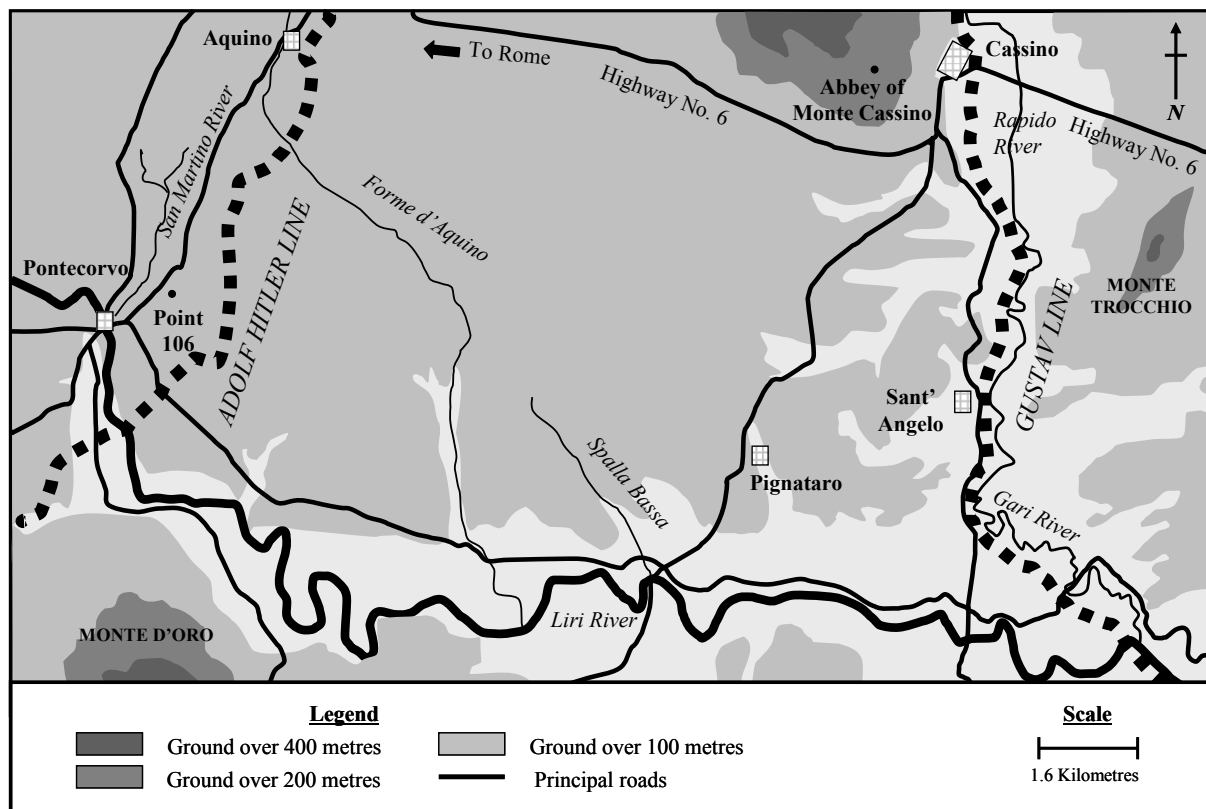 Aquino
To Rome
Highway No. 6
Abbey of
Monte Cassino
Cassino
N
Rapido
River
Highway No. 6
San Martino River
Forme d'Aquino
Pontecorvo
Point
106
ADOLF HITLER LINE
GUSTAV LINE
MONTE
TROCCHIO
Sant'
Angelo
Spalla Bassa
Pignataro
Gari River
Liri River
MONTE D'ORO
Legend
Ground over 400 metres
Ground over 200 metres
Ground over 100 metres
Principal roads
Scale
1.6 Kilometres